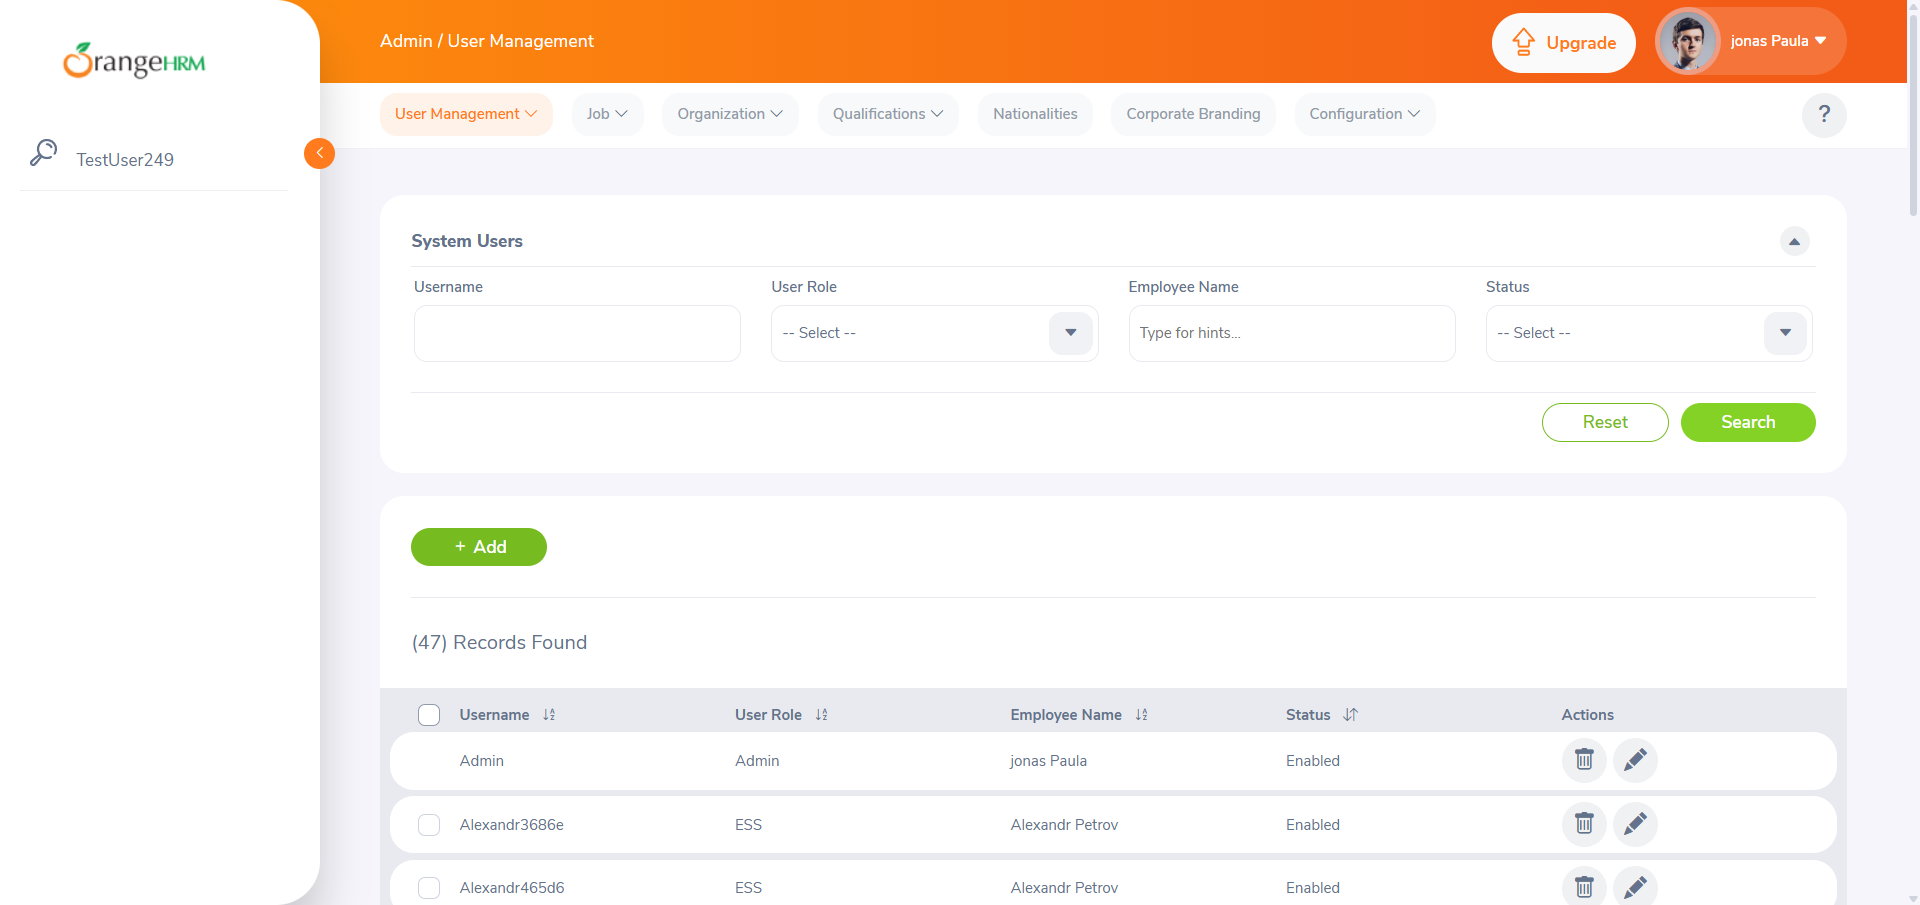 OrangeHRM
TestUser249
Admin / User Management
Upgrade
jonas Paula
User Management
Job
Organization
Qualifications
Nationalities
Corporate Branding
Configuration
?
System Users
Username
User Role
Employee Name
Status
-- Select --
Type for hints...
-- Select --
Reset
Search
+ Add
(47) Records Found
Username User Role Employee Name Status Actions
Admin Admin jonas Paula Enabled
Alexandr3686e ESS Alexandr Petrov Enabled
Alexandr465d6 ESS Alexandr Petrov Enabled